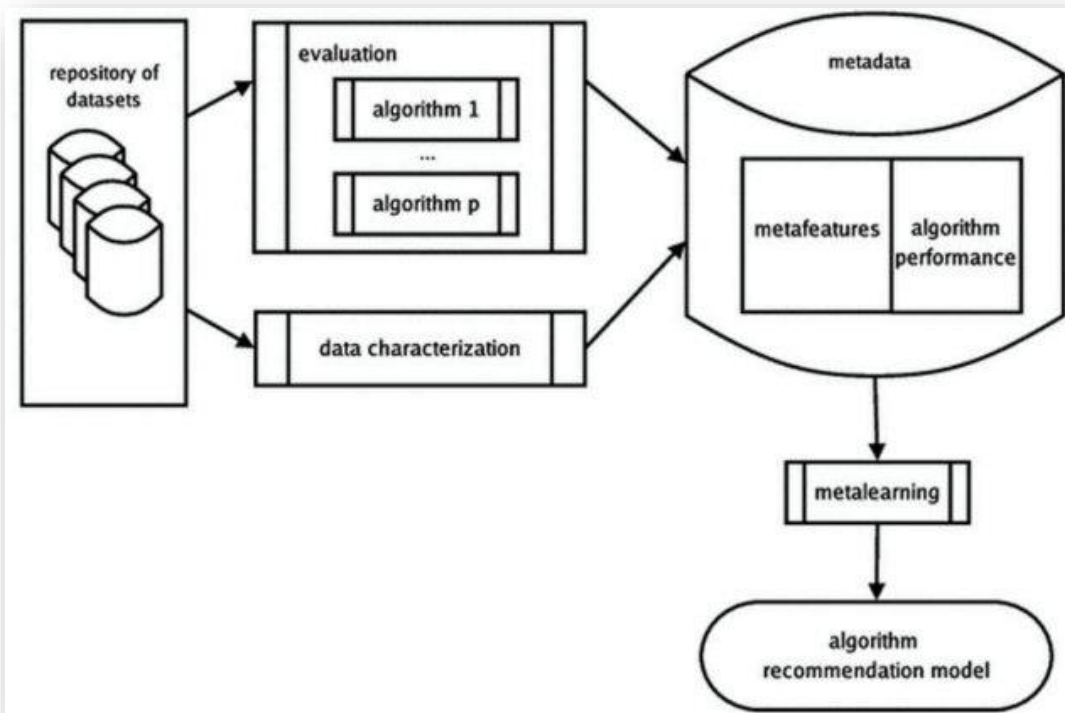 repository of
datasets
evaluation
algorithm 1
...
algorithm p
data characterization
metadata
metafeatures
algorithm
performance
metalearning
algorithm
recommendation model